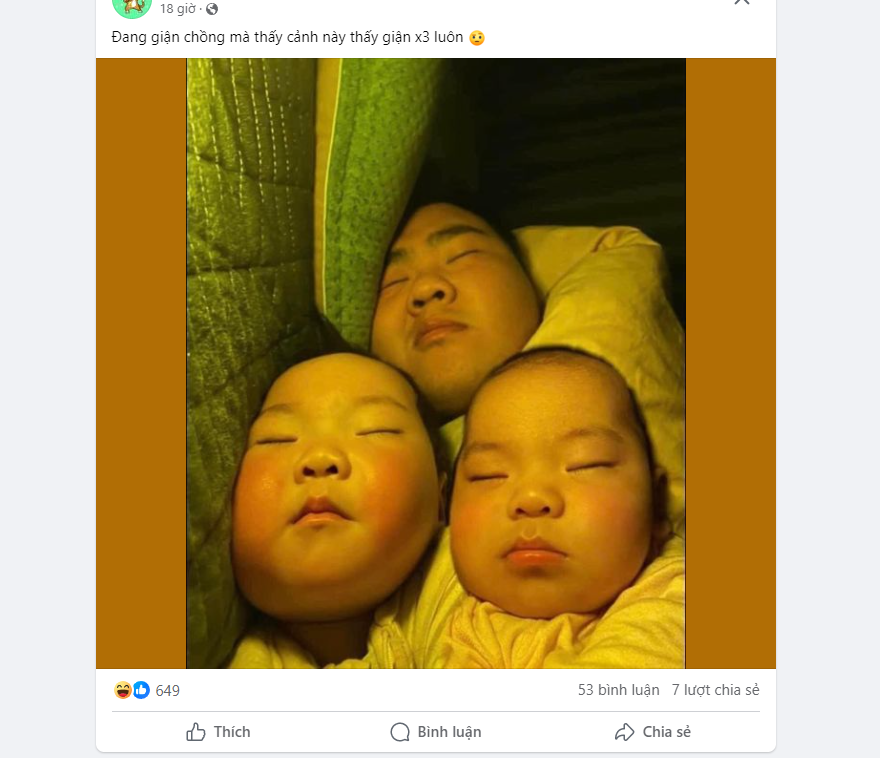 18 giờ ·
Đang giận chồng mà thấy cảnh này thấy giận x3 luôn 🫤
649
53 bình luận 7 lượt chia sẻ
Thích Bình luận Chia sẻ